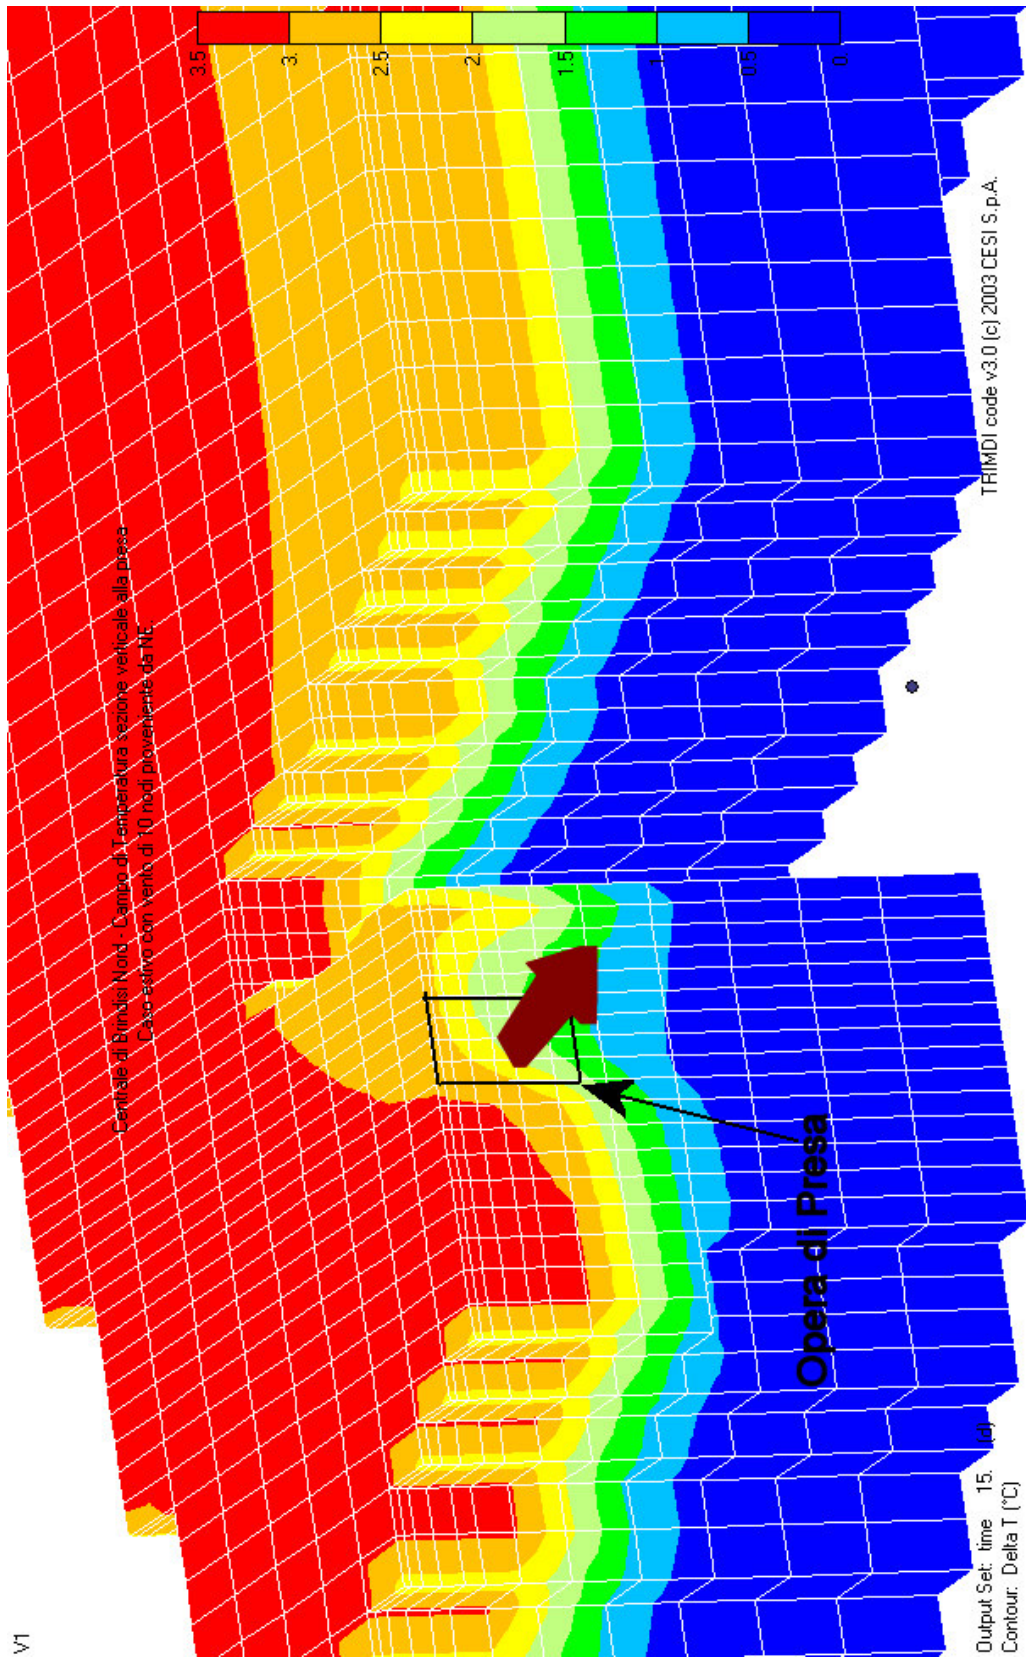 V1
Centrale di Brindisi Nord - Campo di Temperatura sezione verticale alla presa
Caso estivo con vento di 10 nodi proveniente da NE.
3.5
3.
2.5
2.
1.5
1.
0.5
0.
Opera di Presa
Output Set: time 15. (d)
Contour: Delta T (°C)
TRIMDI code v3.0 (c) 2003 CESI S.p.A.